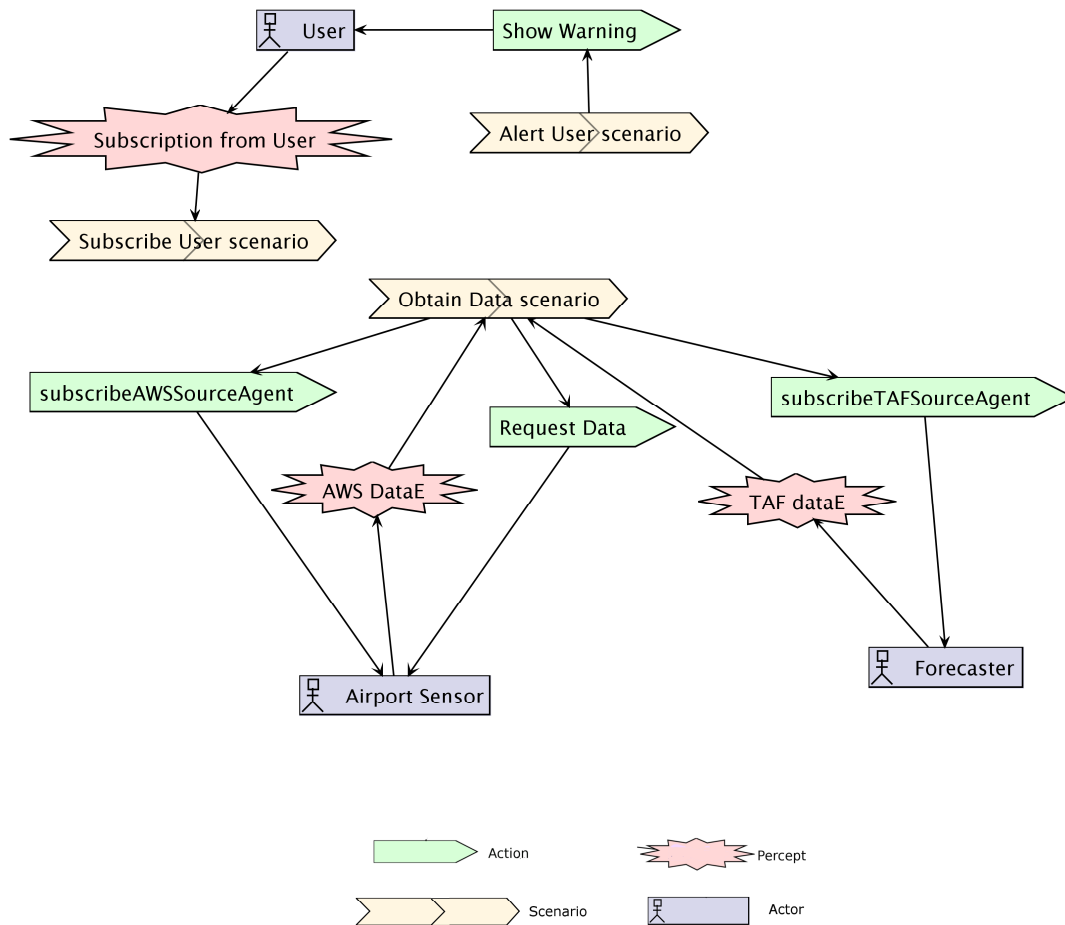 User
Show Warning
Subscription from User
Alert User scenario
Subscribe User scenario
Obtain Data scenario
subscribeAWSSourceAgent
subscribeTAFSourceAgent
Request Data
AWS DataE
TAF dataE
Forecaster
Airport Sensor
Action
Percept
Scenario
Actor